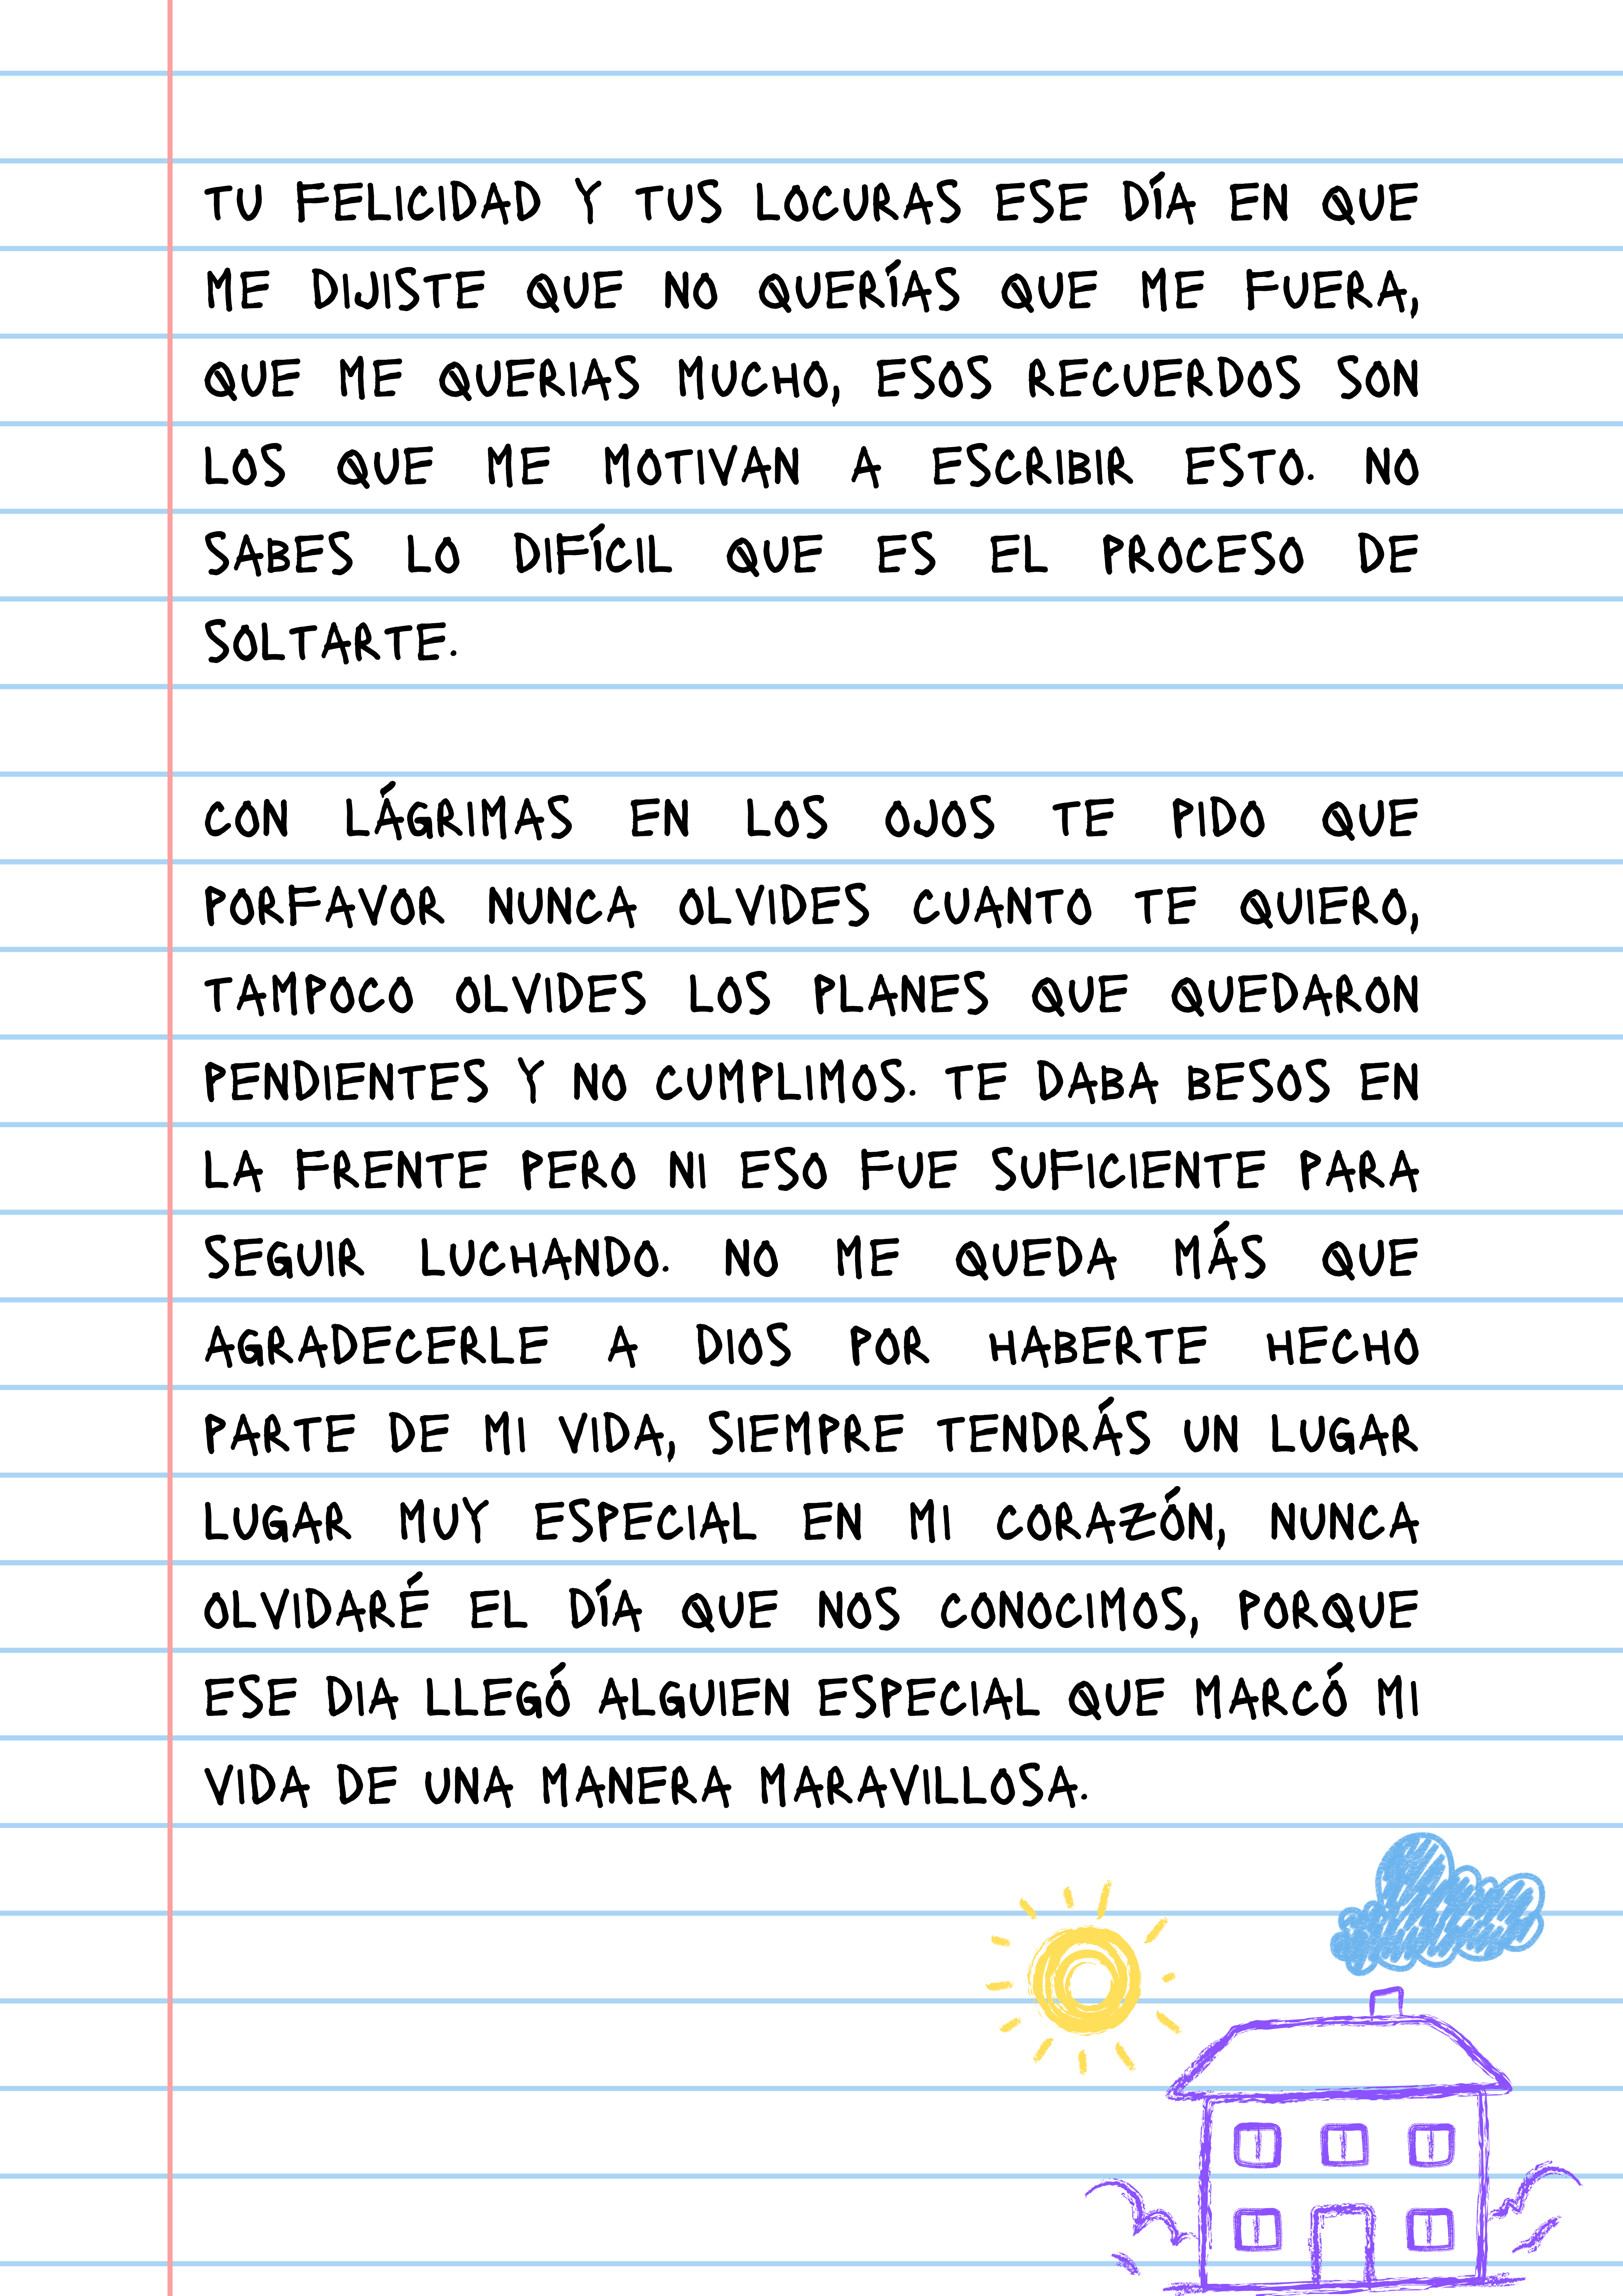 TU FELICIDAD Y TUS LOCURAS ESE DÍA EN QUE
ME DIJISTE QUE NO QUERÍAS QUE ME FUERA,
QUE ME QUERIAS MUCHO, ESOS RECUERDOS SON
LOS QUE ME MOTIVAN A ESCRIBIR ESTO. NO
SABES LO DIFÍCIL QUE ES EL PROCESO DE
SOLTARTE.
CON LÁGRIMAS EN LOS OJOS TE PIDO QUE
PORFAVOR NUNCA OLVIDES CUANTO TE QUIERO,
TAMPOCO OLVIDES LOS PLANES QUE QUEDARON
PENDIENTES Y NO CUMPLIMOS. TE DABA BESOS EN
LA FRENTE PERO NI ESO FUE SUFICIENTE PARA
SEGUIR LUCHANDO. NO ME QUEDA MÁS QUE
AGRADECERLE A DIOS POR HABERTE HECHO
PARTE DE MI VIDA, SIEMPRE TENDRÁS UN LUGAR
LUGAR MUY ESPECIAL EN MI CORAZÓN, NUNCA
OLVIDARÉ EL DÍA QUE NOS CONOCIMOS, PORQUE
ESE DIA LLEGÓ ALGUIEN ESPECIAL QUE MARCÓ MI
VIDA DE UNA MANERA MARAVILLOSA.